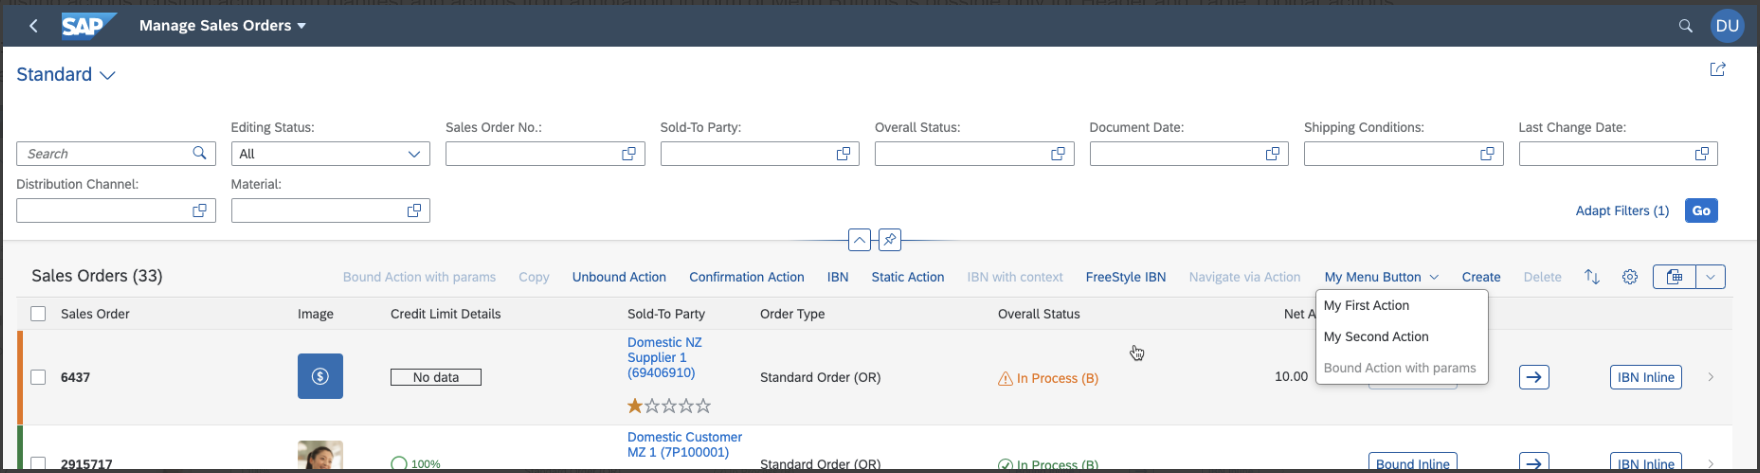 SAP Manage Sales Orders DU
Standard
Editing Status: Sales Order No.: Sold-To Party: Overall Status: Document Date: Shipping Conditions: Last Change Date:
Search All
Distribution Channel: Material:
Adapt Filters (1) Go
Sales Orders (33) Bound Action with params Copy Unbound Action Confirmation Action IBN Static Action IBN with context FreeStyle IBN Navigate via Action My Menu Button Create Delete
My First Action
My Second Action
Bound Action with params
Sales Order Image Credit Limit Details Sold-To Party Order Type Overall Status Net A
Domestic NZ
Supplier 1
(69406910)
6437 No data Standard Order (OR) In Process (B) 10.00 IBN Inline
Domestic Customer
MZ 1 (7P100001)
2915717 100% Standard Order (OR) In Process (B) Bound Inline IBN Inline